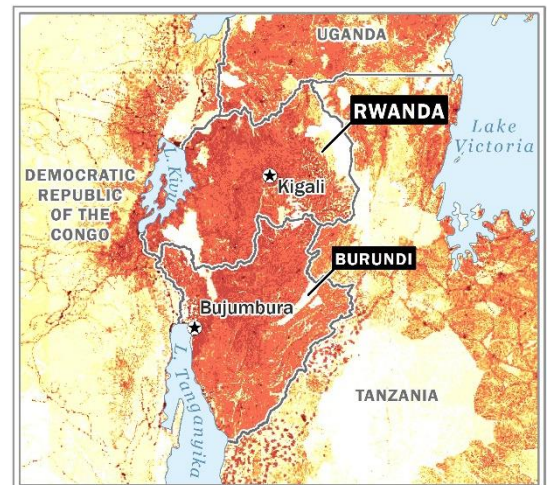 UGANDA
RWANDA
Lake
Victoria
L. Kivu
Kigali
DEMOCRATIC
REPUBLIC
OF THE
CONGO
BURUNDI
Bujumbura
L. Tanganyika
TANZANIA